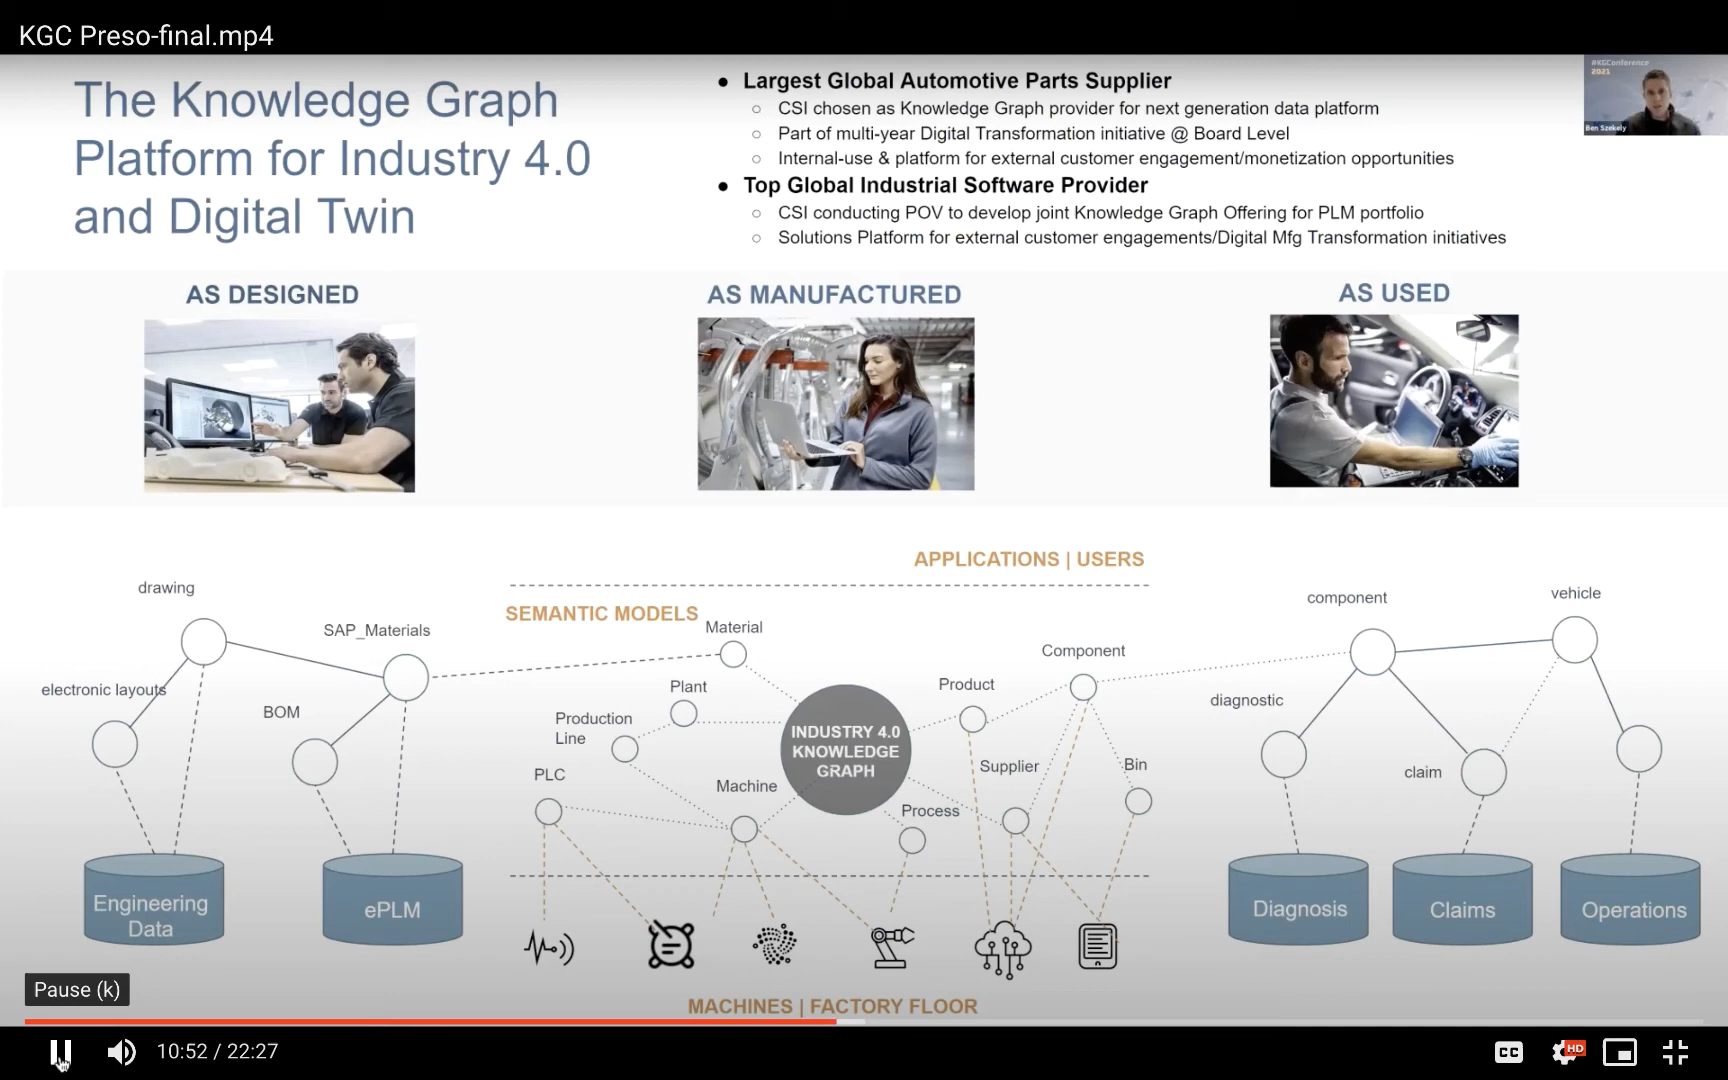 KGC Preso-final.mp4
The Knowledge Graph
Platform for Industry 4.0
and Digital Twin
● Largest Global Automotive Parts Supplier
○ CSI chosen as Knowledge Graph provider for next generation data platform
○ Part of multi-year Digital Transformation initiative @ Board Level
○ Internal-use & platform for external customer engagement/monetization opportunities
● Top Global Industrial Software Provider
○ CSI conducting POV to develop joint Knowledge Graph Offering for PLM portfolio
○ Solutions Platform for external customer engagements/Digital Mfg Transformation initiatives
#KGConference
2021
Ben Szekely
AS DESIGNED
AS MANUFACTURED
AS USED
APPLICATIONS | USERS
SEMANTIC MODELS
drawing
SAP_Materials
electronic layouts
BOM
Engineering
Data
ePLM
Material
Plant
Production
Line
PLC
Machine
INDUSTRY 4.0
KNOWLEDGE
GRAPH
Product
Component
Supplier
Bin
Process
component
vehicle
diagnostic
claim
Diagnosis
Claims
Operations
MACHINES | FACTORY FLOOR
Pause (k)
10:52 / 22:27
CC
HD